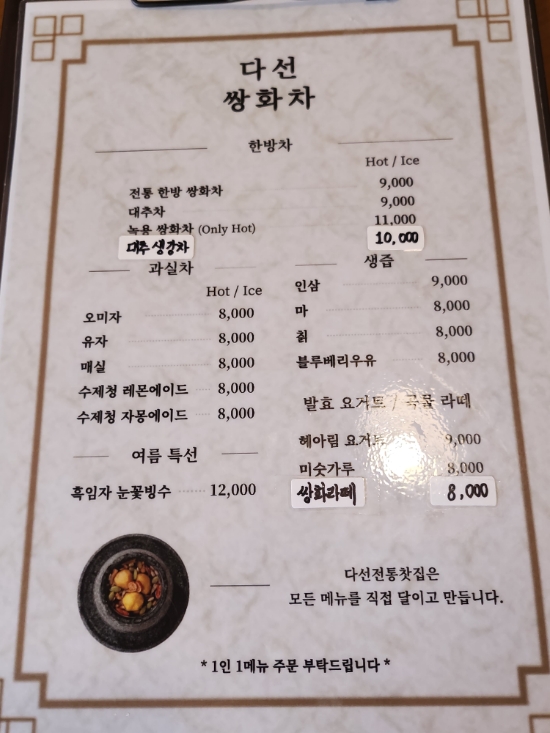 다선
쌍화차
한방차
Hot / Ice
전통 한방 쌍화차 9,000
대추차 9,000
녹용 쌍화차 (Only Hot) 11,000
대추생강차 10,000
과실차
Hot / Ice
오미자 8,000
유자 8,000
매실 8,000
수제청 레몬에이드 8,000
수제청 자몽에이드 8,000
여름 특선
흑임자 눈꽃빙수 12,000
생즙
인삼 9,000
마 8,000
칡 8,000
블루베리우유 8,000
발효 요거트 / 곡물 라떼
헤아림 요거트 9,000
미숫가루 8,000
쌍화라떼 8,000
다선전통찻집은
모든 메뉴를 직접 달이고 만듭니다.
* 1인 1메뉴 주문 부탁드립니다 *